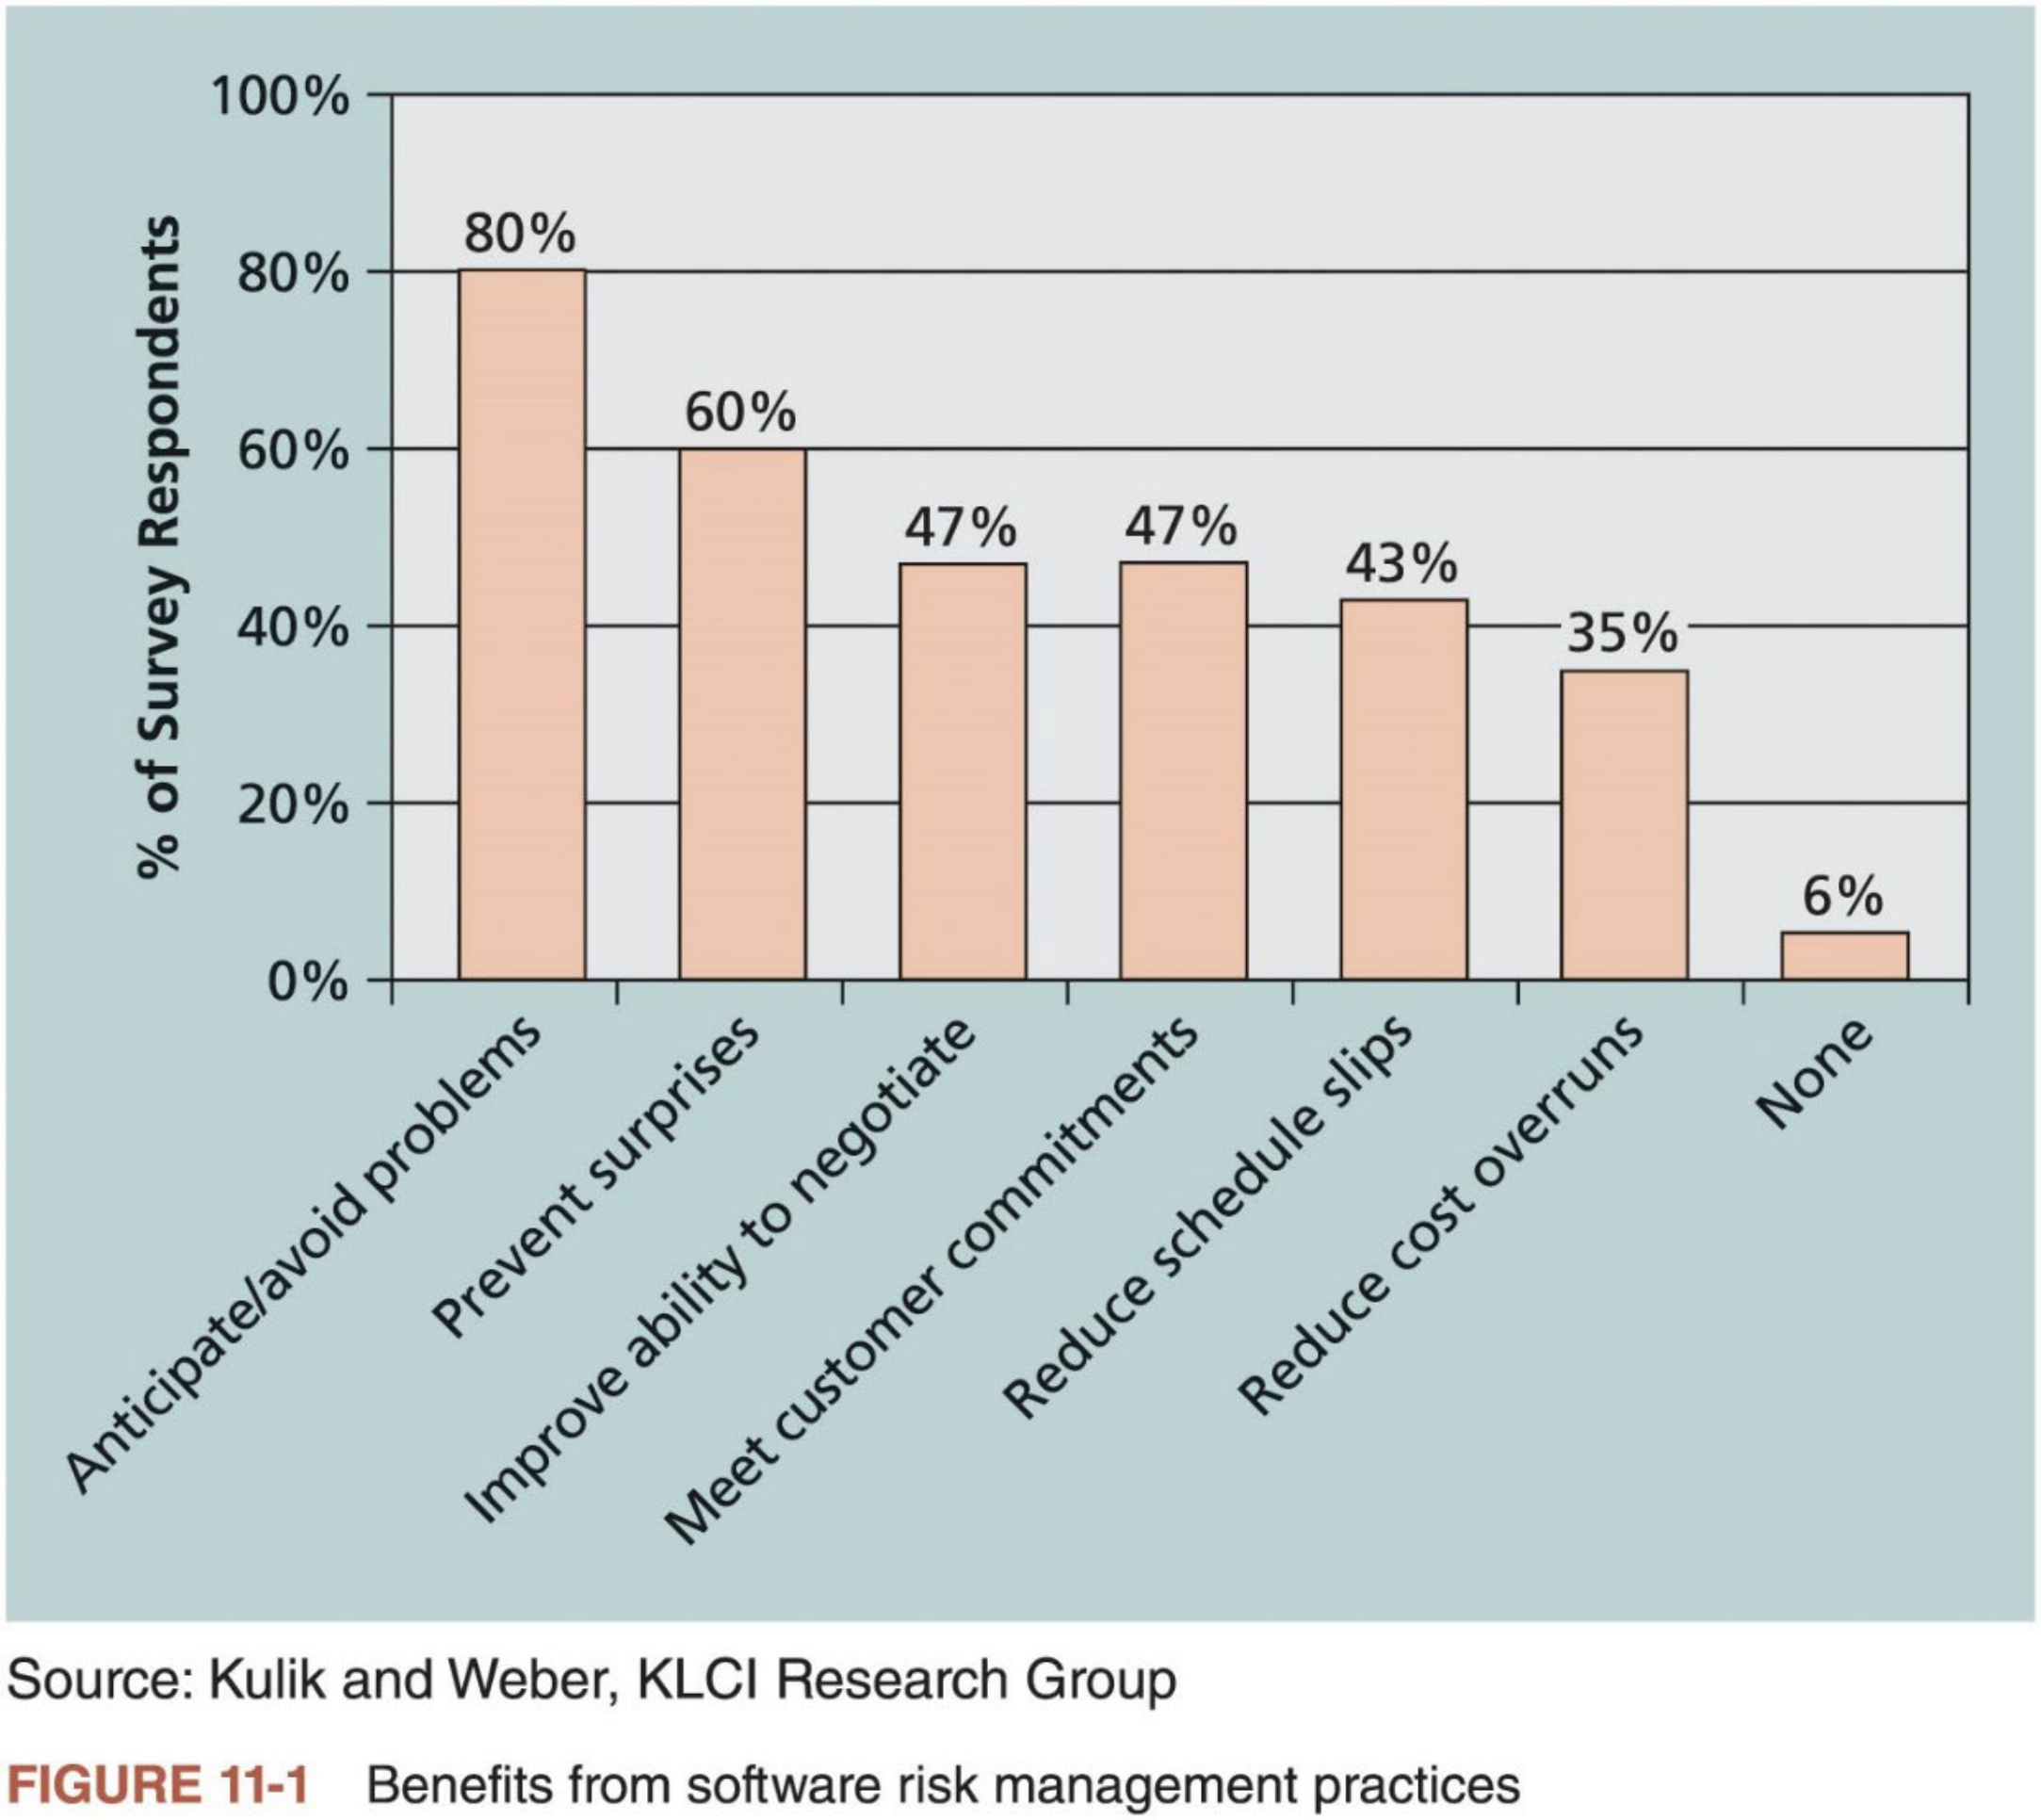 % of Survey Respondents
100%
80%
60%
40%
20%
0%
80%
60%
47%
47%
43%
35%
6%
Anticipate/avoid problems
Prevent surprises
Improve ability to negotiate
Meet customer commitments
Reduce schedule slips
Reduce cost overruns
None
Source: Kulik and Weber, KLCI Research Group
FIGURE 11-1 Benefits from software risk management practices